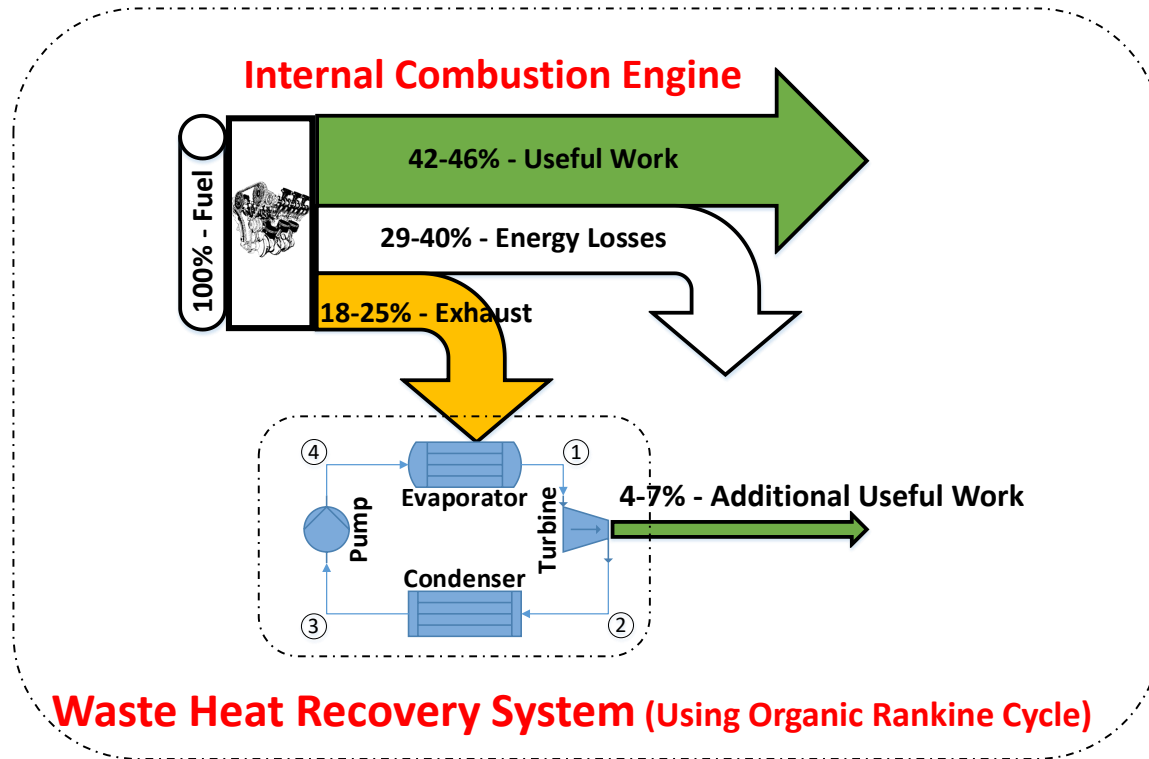 Internal Combustion Engine
100% - Fuel
42-46% - Useful Work
29-40% - Energy Losses
18-25% - Exhaust
④
①
Evaporator
Pump
Turbine
4-7% - Additional Useful Work
Condenser
③
②
Waste Heat Recovery System (Using Organic Rankine Cycle)